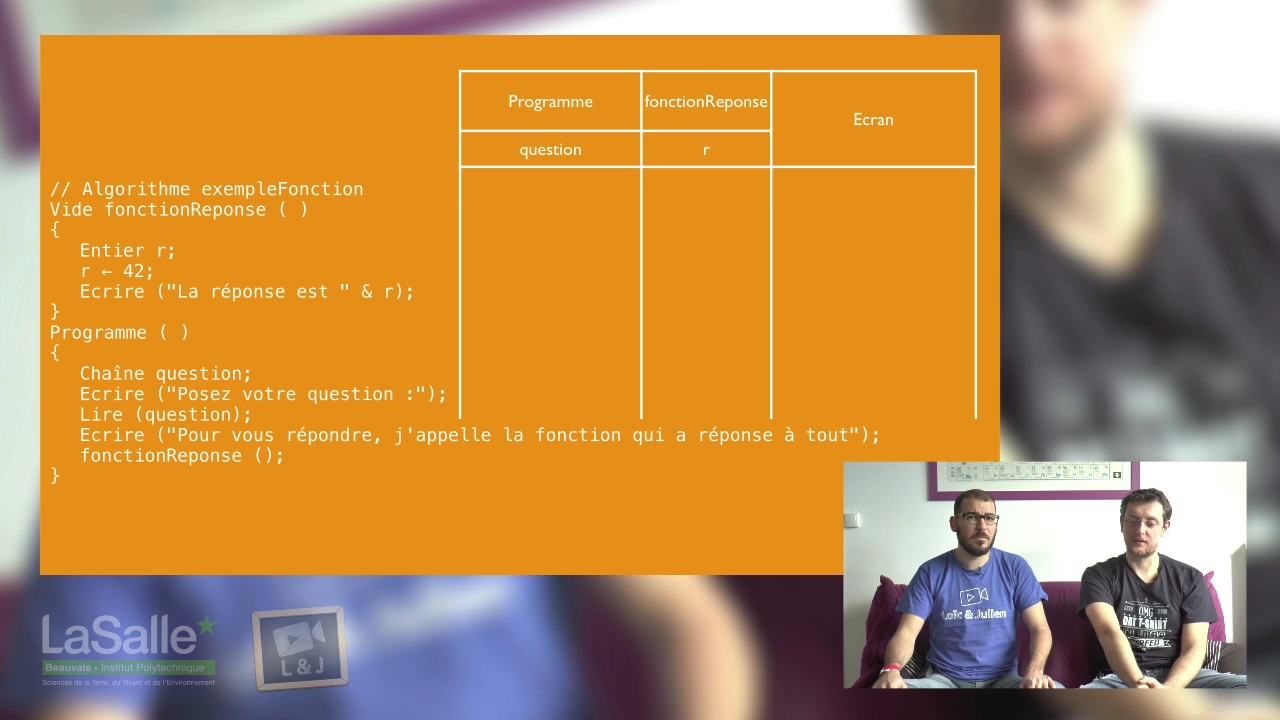 Programme
fonctionReponse
Ecran
question
r
// Algorithme exempleFonction
Vide fonctionReponse ( )
{
Entier r;
r ← 42;
Ecrire ("La réponse est " & r);
}
Programme ( )
{
Chaîne question;
Ecrire ("Posez votre question :");
Lire (question);
Ecrire ("Pour vous répondre, j'appelle la fonction qui a réponse à tout");
fonctionReponse ();
}
LaSalle
Beauvais • Institut Polytechnique
Sciences de la Terre, du Vivant et de l'Environnement
L & J
Loïc & Julien
OMG
T-SHIRT